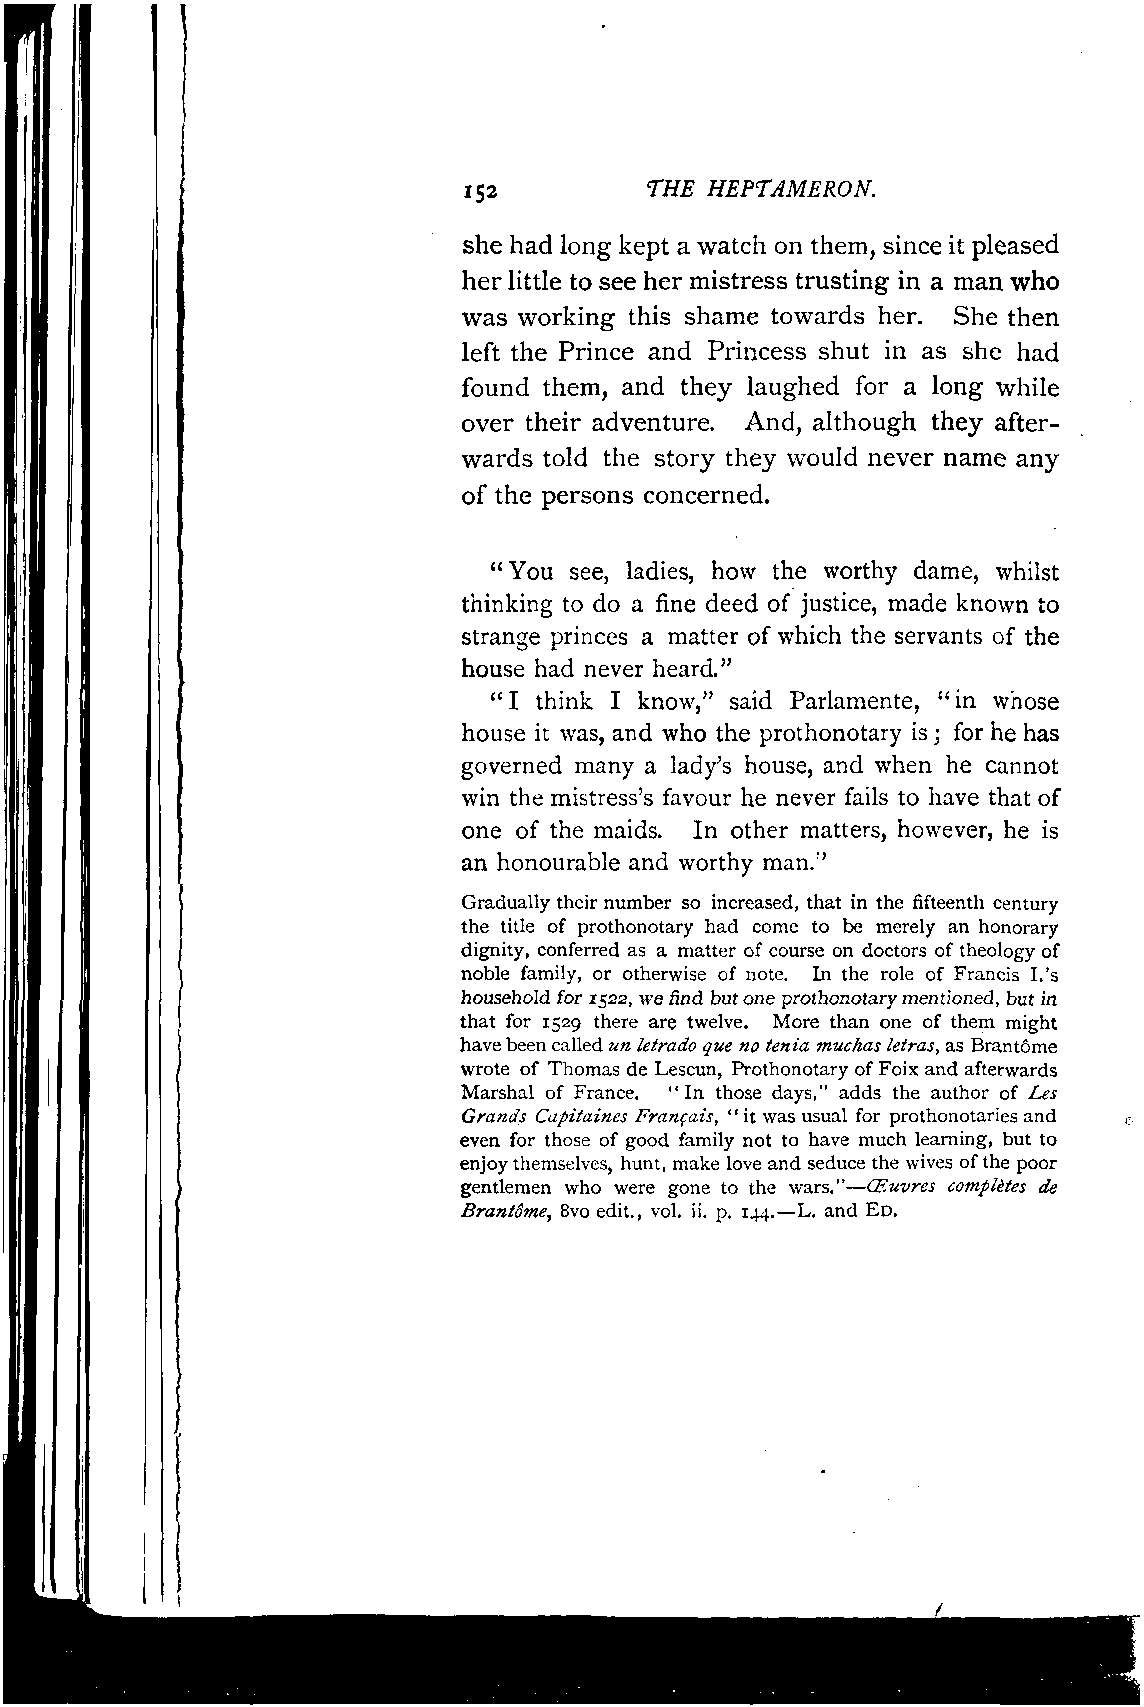 152 THE HEPTAMERON.
she had long kept a watch on them, since it pleased
her little to see her mistress trusting in a man who
was working this shame towards her. She then
left the Prince and Princess shut in as she had
found them, and they laughed for a long while
over their adventure. And, although they after-
wards told the story they would never name any
of the persons concerned.
“You see, ladies, how the worthy dame, whilst
thinking to do a fine deed of justice, made known to
strange princes a matter of which the servants of the
house had never heard.”
“I think I know,” said Parlamente, “in whose
house it was, and who the prothonotary is; for he has
governed many a lady’s house, and when he cannot
win the mistress’s favour he never fails to have that of
one of the maids. In other matters, however, he is
an honourable and worthy man.”
Gradually their number so increased, that in the fifteenth century
the title of prothonotary had come to be merely an honorary
dignity, conferred as a matter of course on doctors of theology of
noble family, or otherwise of note. In the role of Francis I.’s
household for 1522, we find but one prothonotary mentioned, but in
that for 1529 there are twelve. More than one of them might
have been called un letrado que no tenia muchas letras, as Brantôme
wrote of Thomas de Lescun, Prothonotary of Foix and afterwards
Marshal of France. “In those days,” adds the author of Les
Grands Capitaines Français, “it was usual for prothonotaries and
even for those of good family not to have much learning, but to
enjoy themselves, hunt, make love and seduce the wives of the poor
gentlemen who were gone to the wars.”—Œuvres complètes de
Brantôme, 8vo edit., vol. ii. p. 144.—L. and ED.